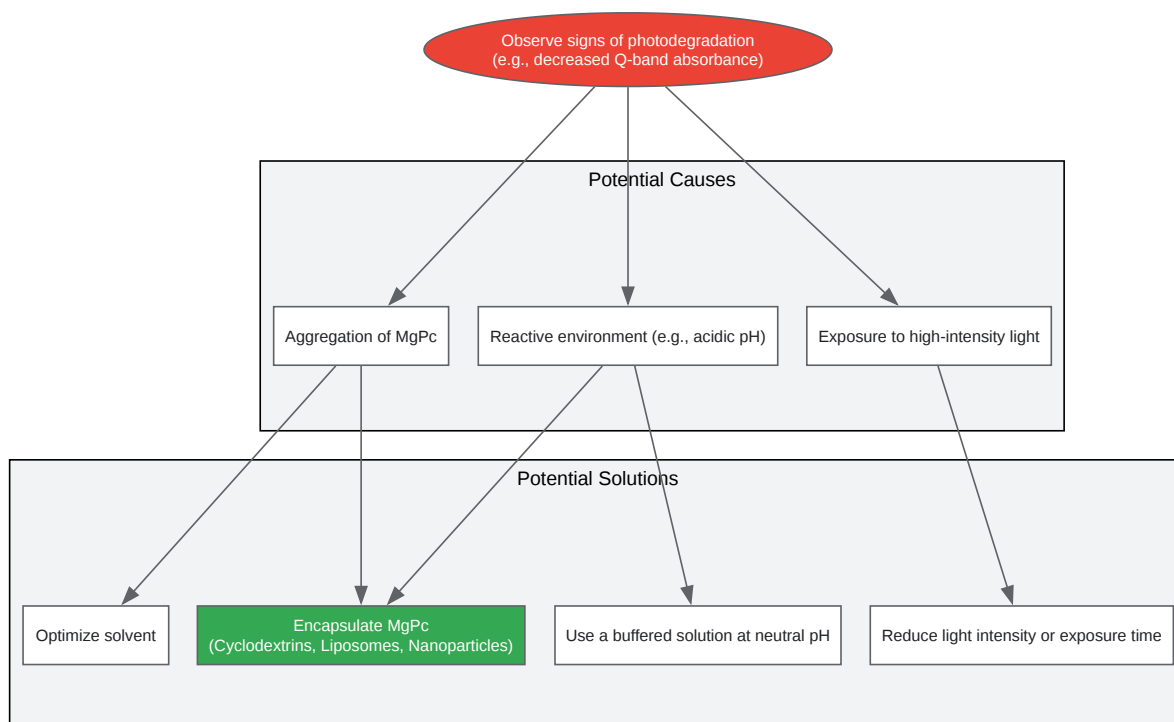 Observe signs of photodegradation
(e.g., decreased Q-band absorbance)
Potential Causes
Aggregation of MgPc
Reactive environment (e.g., acidic pH)
Exposure to high-intensity light
Potential Solutions
Optimize solvent
Encapsulate MgPc
(Cyclodextrins, Liposomes, Nanoparticles)
Use a buffered solution at neutral pH
Reduce light intensity or exposure time